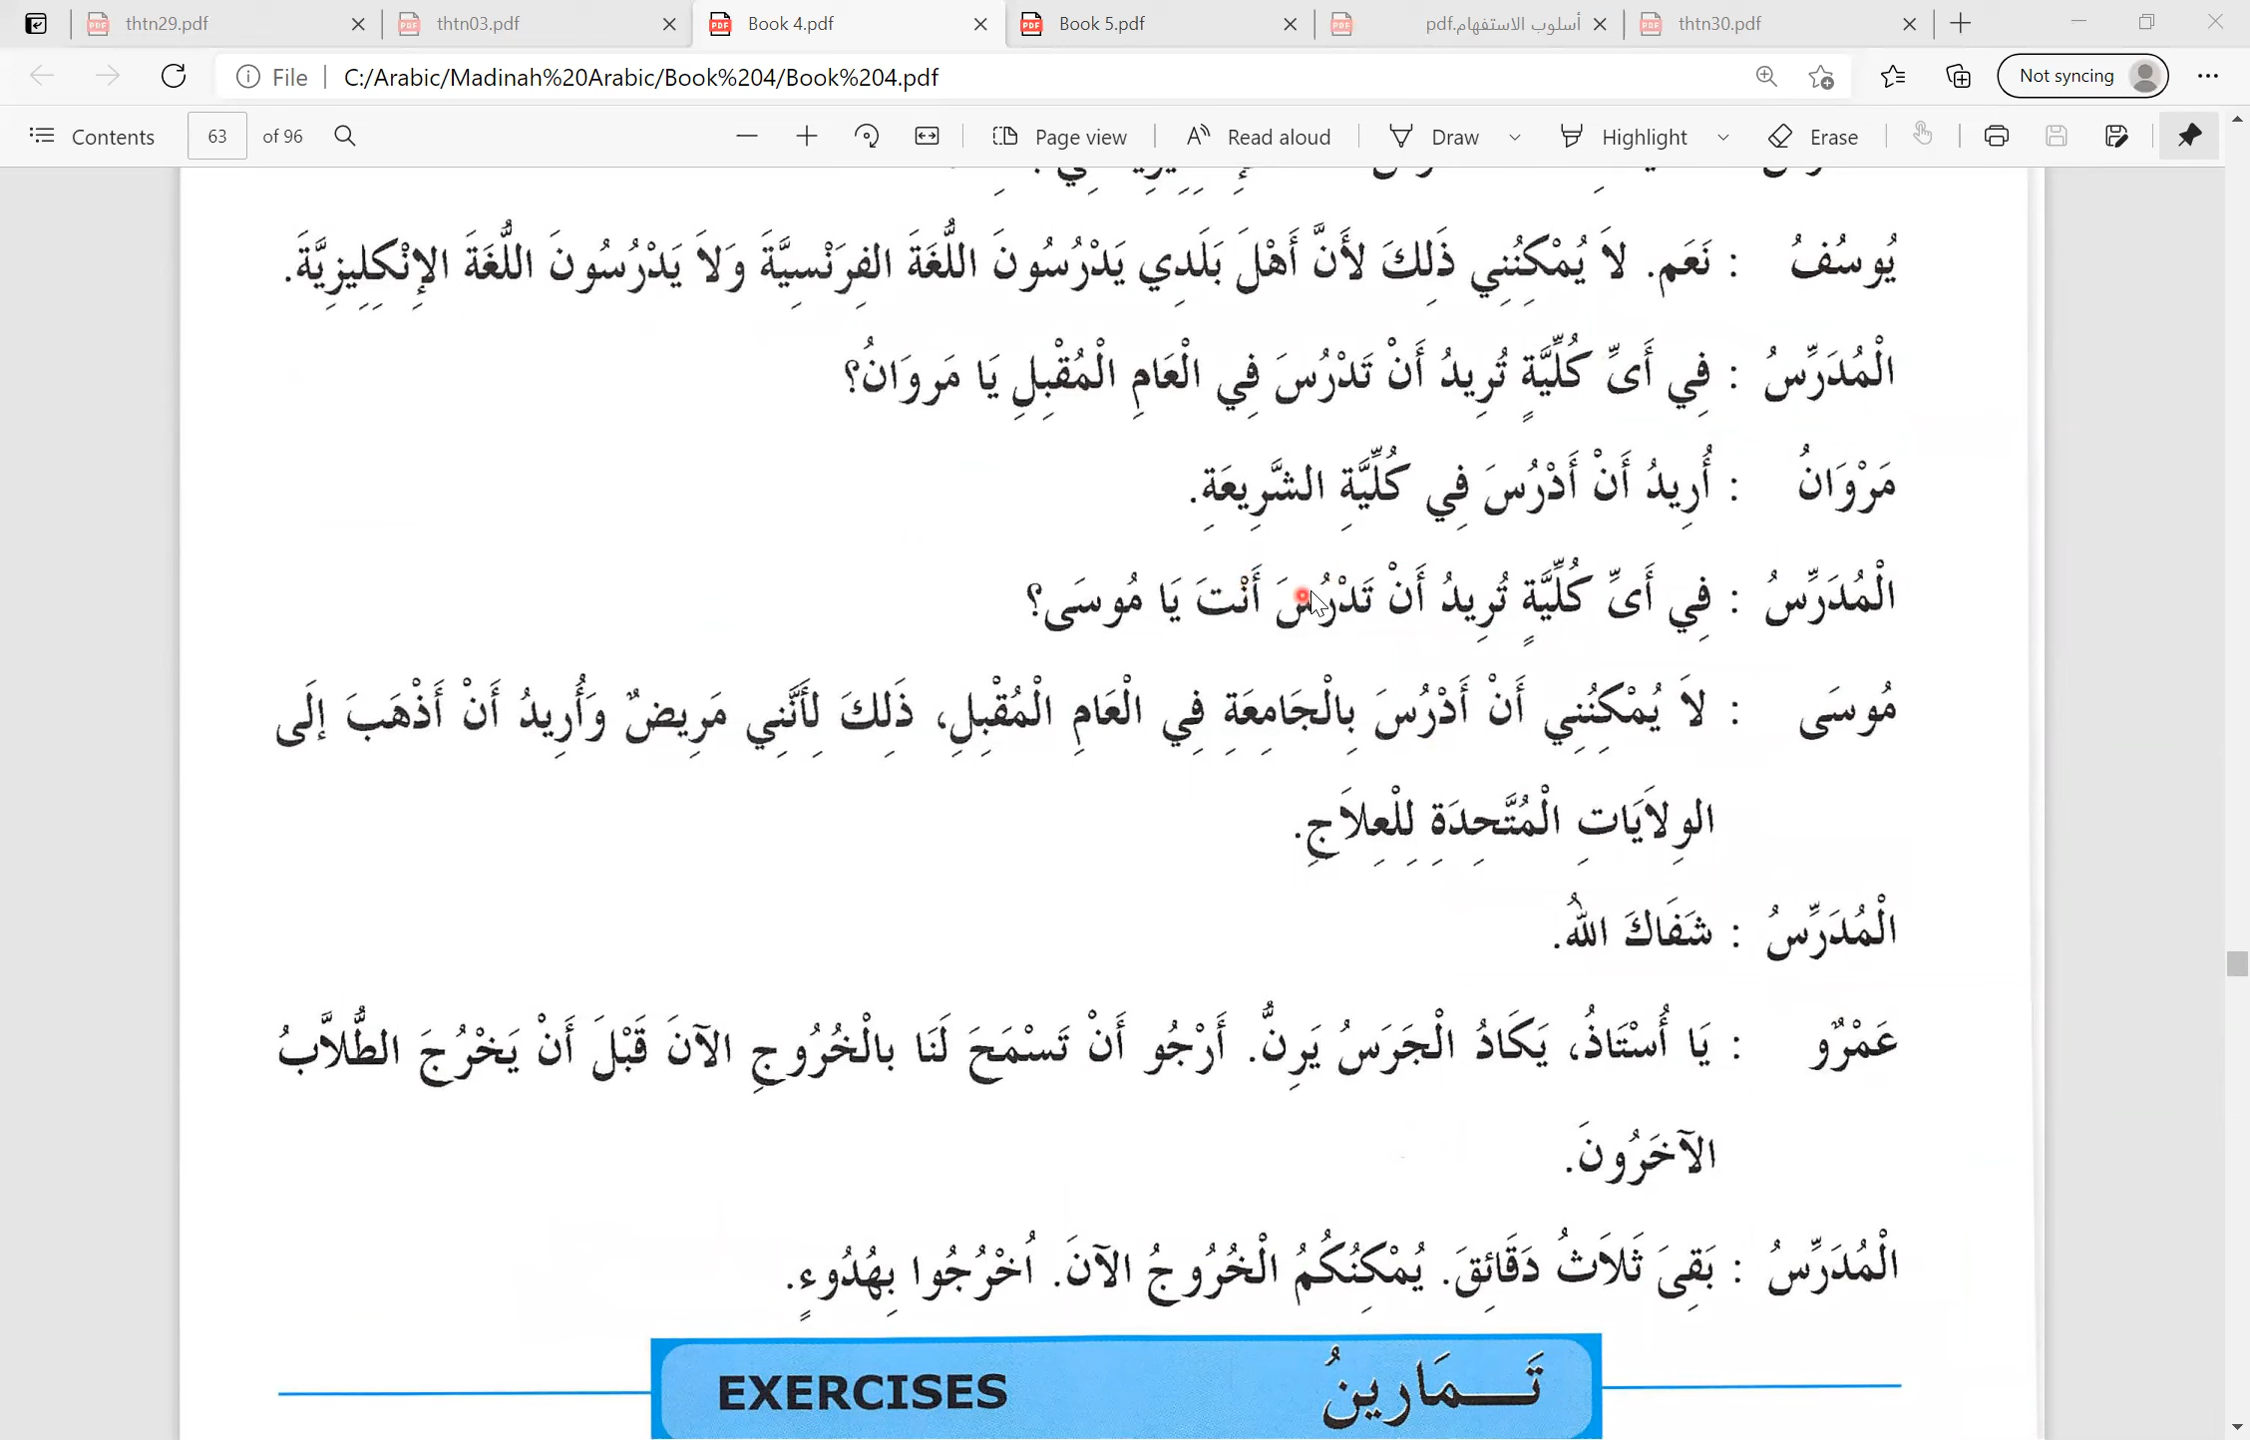 thtn29.pdf
thtn03.pdf
Book 4.pdf
Book 5.pdf
أسلوب الاستفهام.pdf
thtn30.pdf
File
C:/Arabic/Madinah%20Arabic/Book%204/Book%204.pdf
Not syncing
Contents
63
of 96
Page view
Read aloud
Draw
Highlight
Erase
يُوسُفُ : نَعَم. لاَ يُمْكِنُنِي ذَلِكَ لأَنَّ أَهْلَ بَلَدِي يَدْرُسُونَ اللُّغَةَ الفِرَنْسِيَّةَ وَلاَ يَدْرُسُونَ اللُّغَةَ الإِنْكِلِيزِيَّةَ.
الْمُدَرِّسُ : فِي أَىِّ كُلِّيَّةٍ تُرِيدُ أَنْ تَدْرُسَ فِي الْعَامِ الْمُقْبِلِ يَا مَروَانُ؟
مَرْوَانُ : أُرِيدُ أَنْ أَدْرُسَ فِي كُلِّيَّةِ الشَّرِيعَةِ.
الْمُدَرِّسُ : فِي أَىِّ كُلِّيَّةٍ تُرِيدُ أَنْ تَدْرُسَ أَنْتَ يَا مُوسَى؟
مُوسَى : لاَ يُمْكِنُنِي أَنْ أَدْرُسَ بِالْجَامِعَةِ فِي الْعَامِ الْمُقْبِلِ، ذَلِكَ لِأَنَّنِي مَرِيضٌ وَأُرِيدُ أَنْ أَذْهَبَ إلَى
الوِلاَيَاتِ الْمُتَّحِدَةِ لِلْعِلاَجِ.
الْمُدَرِّسُ : شَفَاكَ اللهُ.
عَمْرٌو : يَا أُسْتَاذُ، يَكَادُ الْجَرَسُ يَرِنُّ. أَرْجُو أَنْ تَسْمَحَ لَنَا بالْخُرُوجِ الآنَ قَبْلَ أَنْ يَخْرُجَ الطُّلاَّبُ
الآخَرُونَ.
الْمُدَرِّسُ : بَقِىَ ثَلاَثُ دَقَائِقَ. يُمْكِنُكُمُ الْخُرُوجُ الآنَ. اُخْرُجُوا بِهُدُوءٍ.
EXERCISES تَـــمَارِينُ